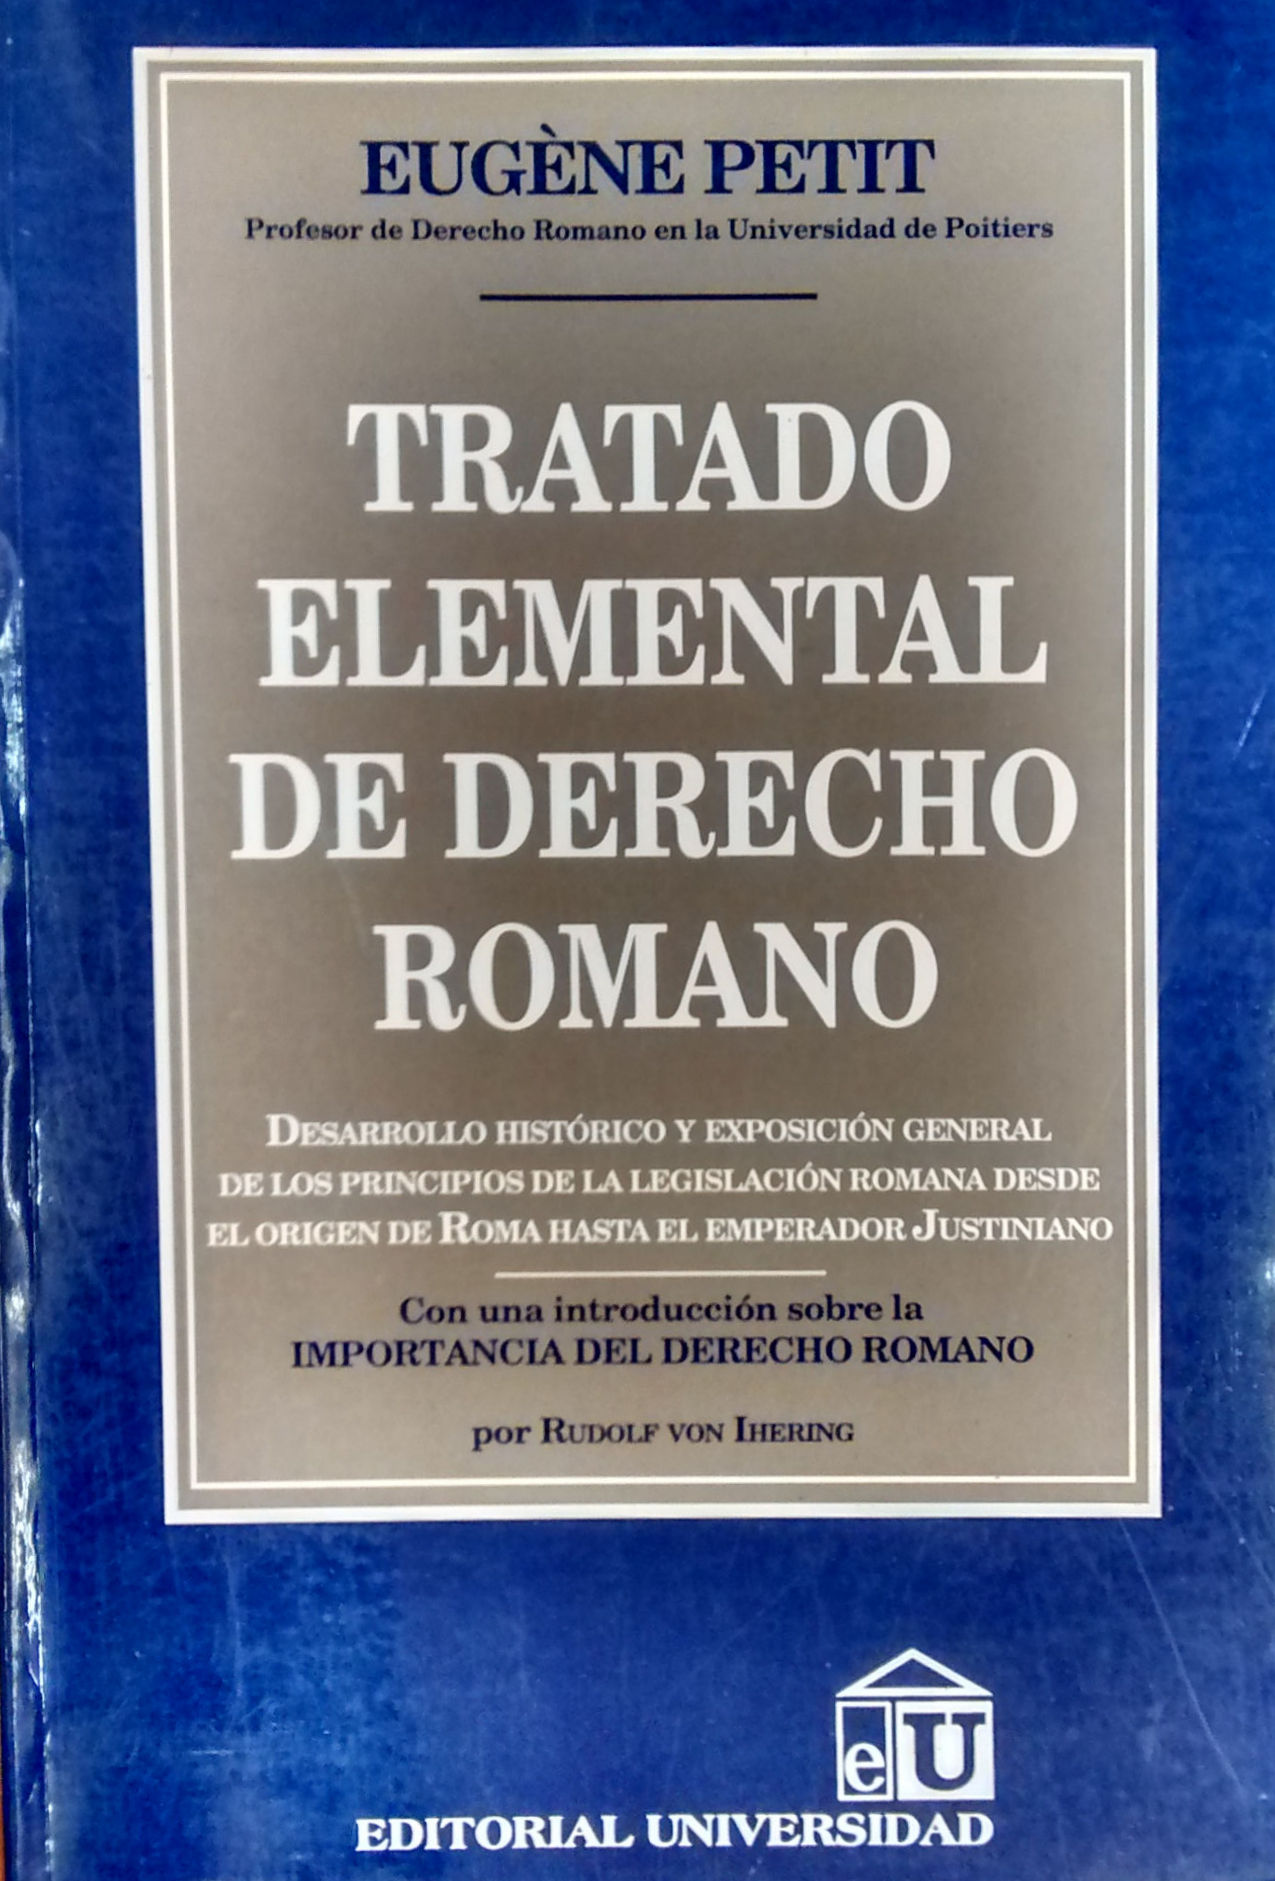 EUGÈNE PETIT
Profesor de Derecho Romano en la Universidad de Poitiers
TRATADO
ELEMENTAL
DE DERECHO
ROMANO
DESARROLLO HISTÓRICO Y EXPOSICIÓN GENERAL
DE LOS PRINCIPIOS DE LA LEGISLACIÓN ROMANA DESDE
EL ORIGEN DE ROMA HASTA EL EMPERADOR JUSTINIANO
Con una introducción sobre la
IMPORTANCIA DEL DERECHO ROMANO
por RUDOLF VON IHERING
eU
EDITORIAL UNIVERSIDAD